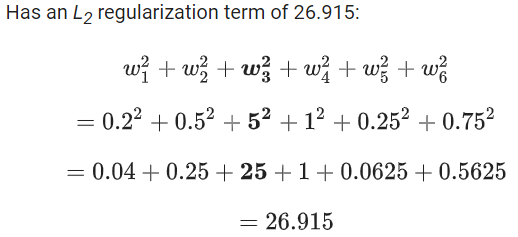 Has an L₂ regularization term of 26.915:
w₁² + w₂² + w₃² + w₄² + w₅² + w₆²
= 0.2² + 0.5² + 5² + 1² + 0.25² + 0.75²
= 0.04 + 0.25 + 25 + 1 + 0.0625 + 0.5625
= 26.915